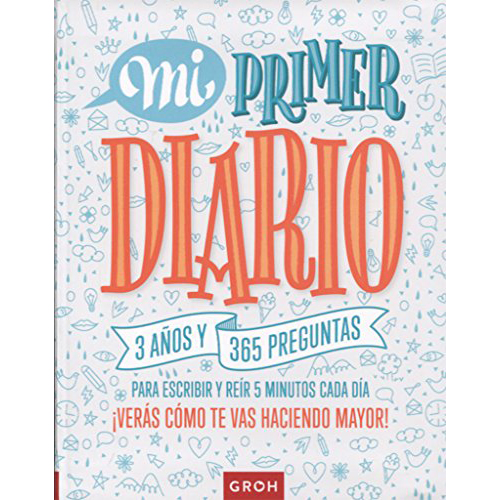 mi PRIMER
DIARIO
3 AÑOS Y 365 PREGUNTAS
PARA ESCRIBIR Y REÍR 5 MINUTOS CADA DÍA
¡VERÁS CÓMO TE VAS HACIENDO MAYOR!
GROH